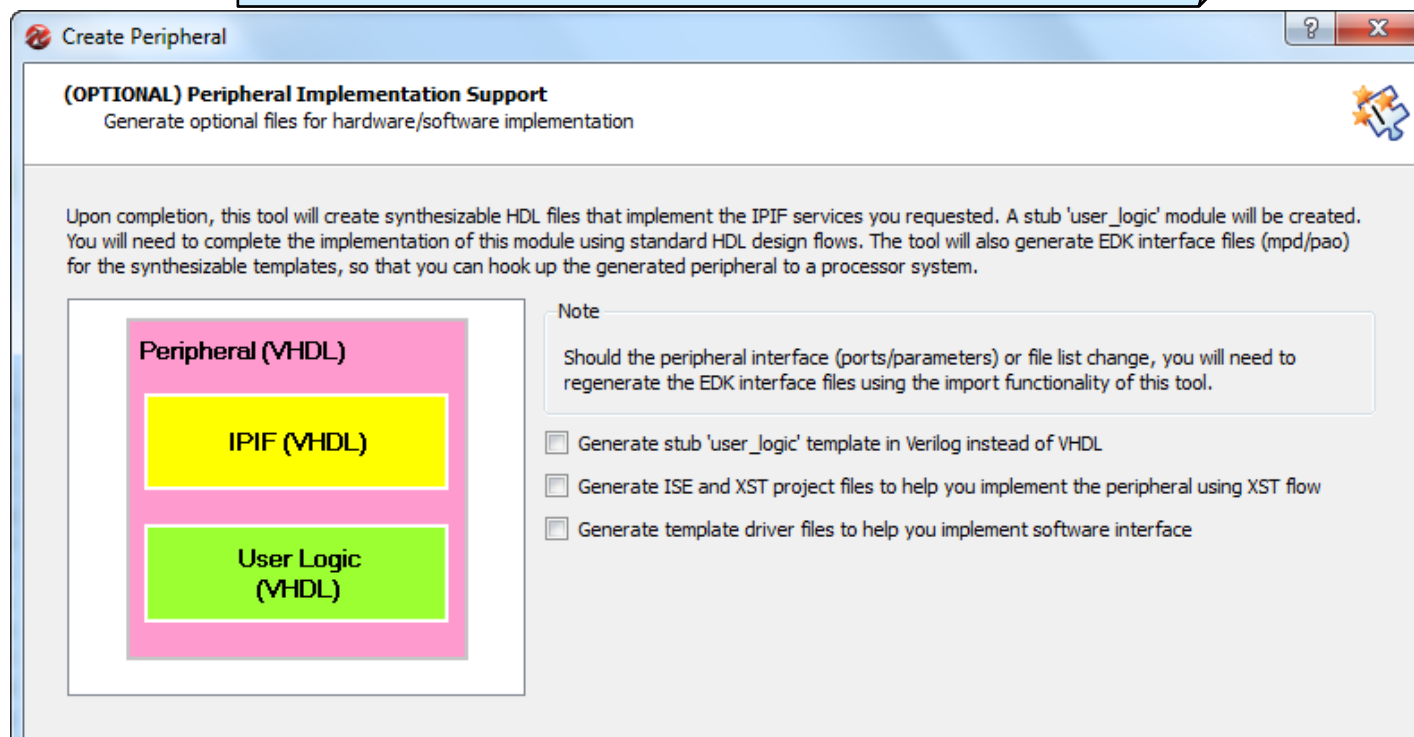 Create Peripheral
(OPTIONAL) Peripheral Implementation Support
Generate optional files for hardware/software implementation
Upon completion, this tool will create synthesizable HDL files that implement the IPIF services you requested. A stub 'user_logic' module will be created.
You will need to complete the implementation of this module using standard HDL design flows. The tool will also generate EDK interface files (mpd/pao)
for the synthesizable templates, so that you can hook up the generated peripheral to a processor system.
Peripheral (VHDL)
IPIF (VHDL)
User Logic
(VHDL)
Note
Should the peripheral interface (ports/parameters) or file list change, you will need to
regenerate the EDK interface files using the import functionality of this tool.
Generate stub 'user_logic' template in Verilog instead of VHDL
Generate ISE and XST project files to help you implement the peripheral using XST flow
Generate template driver files to help you implement software interface